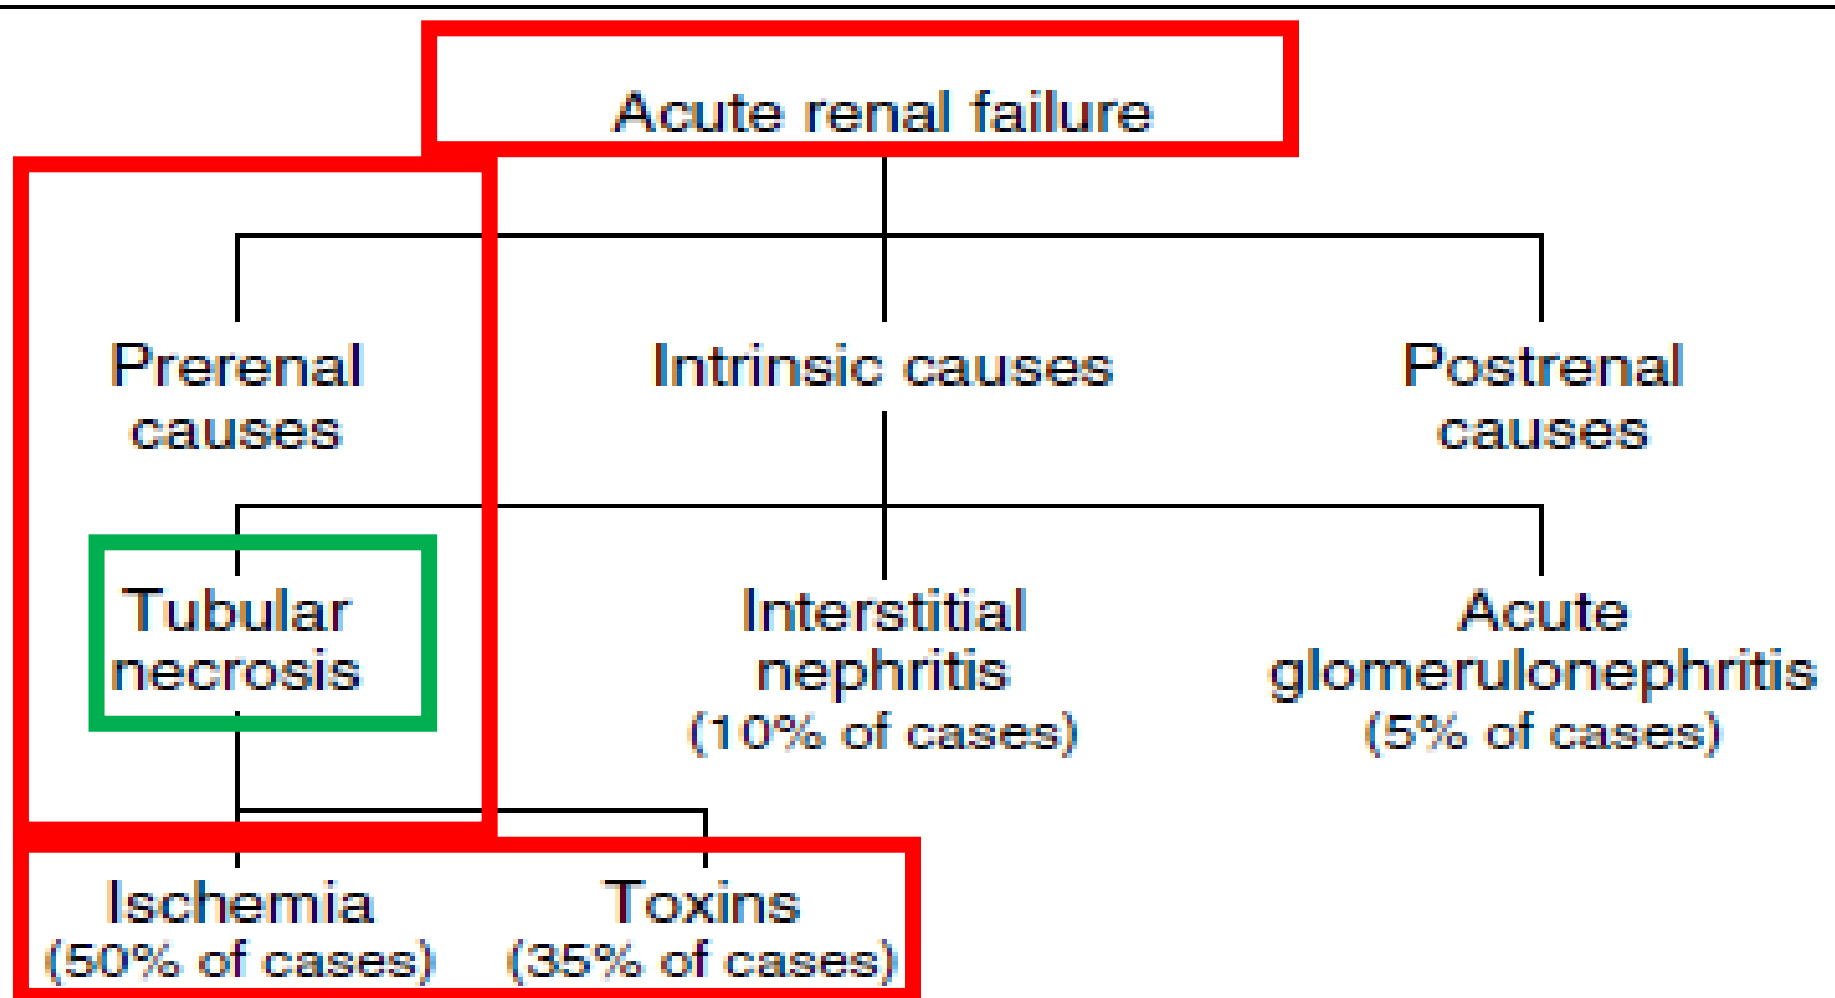 Acute renal failure
Prerenal
causes
Intrinsic causes
Postrenal
causes
Tubular
necrosis
Interstitial
nephritis
(10% of cases)
Acute
glomerulonephritis
(5% of cases)
Ischemia
(50% of cases)
Toxins
(35% of cases)